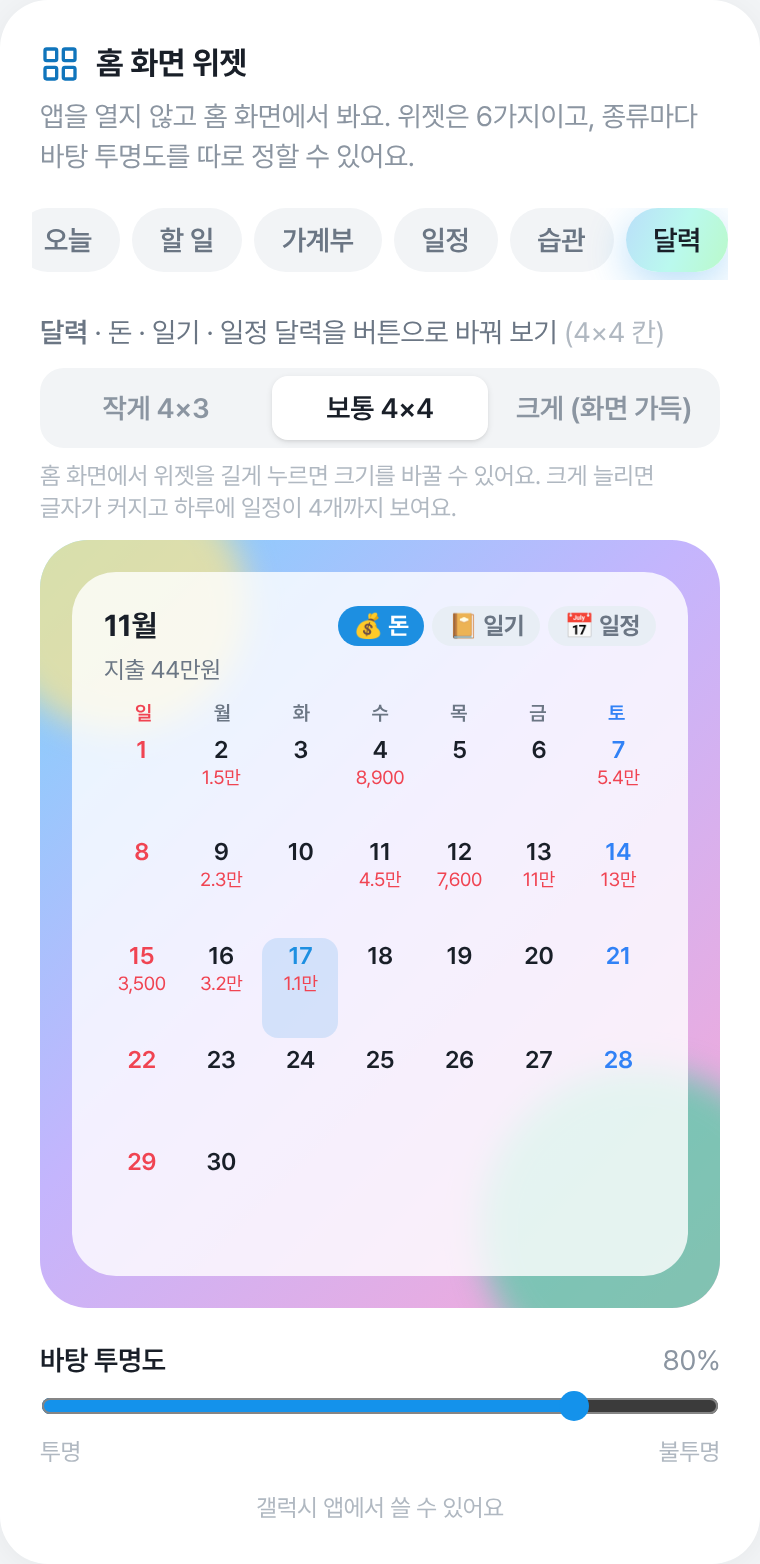 홈 화면 위젯
앱을 열지 않고 홈 화면에서 봐요. 위젯은 6가지이고, 종류마다
바탕 투명도를 따로 정할 수 있어요.
오늘 할 일 가계부 일정 습관 달력
달력 · 돈 · 일기 · 일정 달력을 버튼으로 바꿔 보기 (4×4 칸)
작게 4×3 보통 4×4 크게 (화면 가득)
홈 화면에서 위젯을 길게 누르면 크기를 바꿀 수 있어요. 크게 늘리면
글자가 커지고 하루에 일정이 4개까지 보여요.
11월 💰 돈 📔 일기 📅 일정
지출 44만원
일 월 화 수 목 금 토
1 2 3 4 5 6 7
1.5만 8,900 5.4만
8 9 10 11 12 13 14
2.3만 4.5만 7,600 11만 13만
15 16 17 18 19 20 21
3,500 3.2만 1.1만
22 23 24 25 26 27 28
29 30
바탕 투명도 80%
투명 불투명
갤럭시 앱에서 쓸 수 있어요